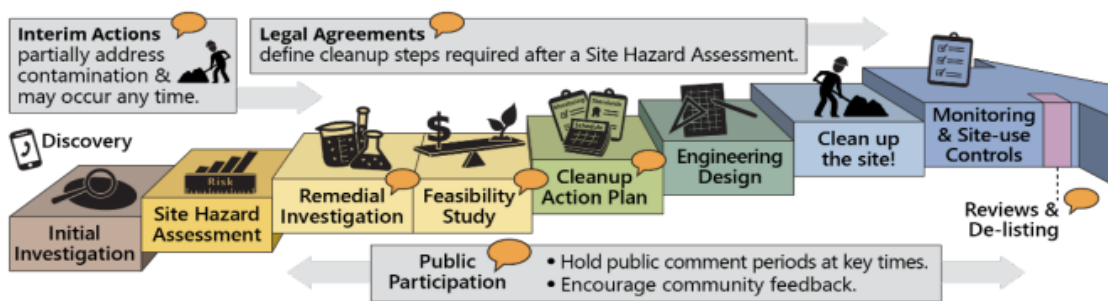 Interim Actions
partially address
contamination &
may occur any time.
Legal Agreements
define cleanup steps required after a Site Hazard Assessment.
Discovery
Initial
Investigation
Risk
Site Hazard
Assessment
Remedial
Investigation
$
Feasibility
Study
Monitoring
Standards
Schedule
Cleanup
Action Plan
Engineering
Design
Clean up
the site!
Monitoring
& Site-use
Controls
Reviews &
De-listing
Public
Participation
• Hold public comment periods at key times.
• Encourage community feedback.